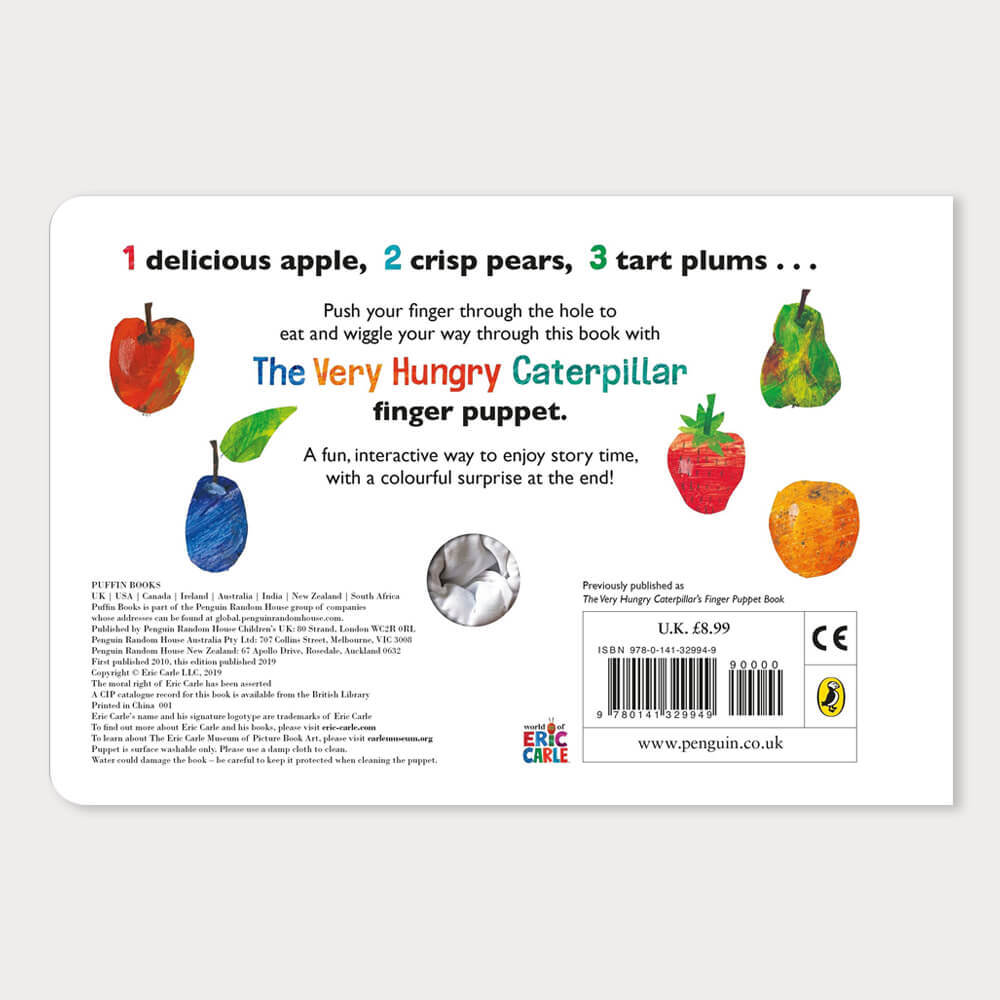 1 delicious apple, 2 crisp pears, 3 tart plums . . .
Push your finger through the hole to
eat and wiggle your way through this book with
The Very Hungry Caterpillar
finger puppet.
A fun, interactive way to enjoy story time,
with a colourful surprise at the end!
PUFFIN BOOKS
UK | USA | Canada | Ireland | Australia | India | New Zealand | South Africa
Puffin Books is part of the Penguin Random House group of companies
whose addresses can be found at global.penguinrandomhouse.com.
Published by Penguin Random House Children's UK: 80 Strand, London WC2R 0RL
Penguin Random House Australia Pty Ltd: 707 Collins Street, Melbourne, VIC 3008
Penguin Random House New Zealand: 67 Apollo Drive, Rosedale, Auckland 0632
First published 2010, this edition published 2019
Copyright © Eric Carle LLC, 2019
The moral right of Eric Carle has been asserted
A CIP catalogue record for this book is available from the British Library
Printed in China 001
Eric Carle's name and his signature logotype are trademarks of Eric Carle
To find out more about Eric Carle and his books, please visit eric-carle.com
To learn about The Eric Carle Museum of Picture Book Art, please visit carlemuseum.org
Puppet is surface washable only. Please use a damp cloth to clean.
Water could damage the book – be careful to keep it protected when cleaning the puppet.
world of
ERIC
CARLE
Previously published as
The Very Hungry Caterpillar's Finger Puppet Book
U.K. £8.99
ISBN 978-0-141-32994-9
90000
9 780141 329949
CE
www.penguin.co.uk